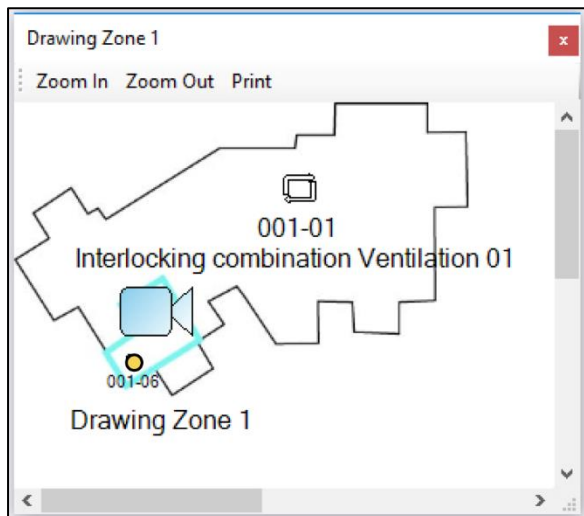 Drawing Zone 1
x
Zoom In Zoom Out Print
001-01
Interlocking combination Ventilation 01
001-06
Drawing Zone 1